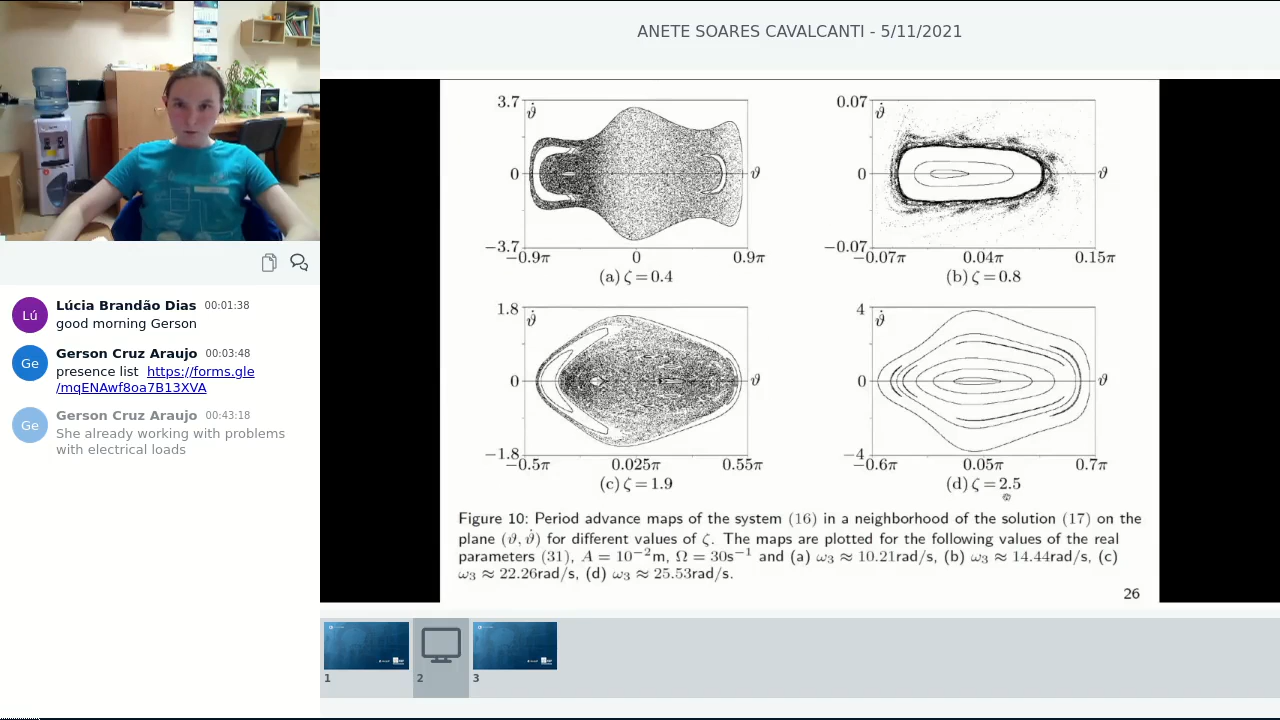 ANETE SOARES CAVALCANTI - 5/11/2021
Lúcia Brandão Dias 00:01:38
good morning Gerson
Lú
Gerson Cruz Araujo 00:03:48
presence list https://forms.gle
/mqENAwf8oa7B13XVA
Ge
Gerson Cruz Araujo 00:43:18
She already working with problems
with electrical loads
Ge
3.7
ϑ̇
0
ϑ
−3.7
−0.9π 0 0.9π
(a) ζ = 0.4
0.07
ϑ̇
0
ϑ
−0.07
−0.07π 0.04π 0.15π
(b) ζ = 0.8
1.8
ϑ̇
0
ϑ
−1.8
−0.5π 0.025π 0.55π
(c) ζ = 1.9
4
ϑ̇
0
ϑ
−4
−0.6π 0.05π 0.7π
(d) ζ = 2.5
Figure 10: Period advance maps of the system (16) in a neighborhood of the solution (17) on the
plane (ϑ, ϑ̇) for different values of ζ. The maps are plotted for the following values of the real
parameters (31), A = 10⁻²m, Ω = 30s⁻¹ and (a) ω₃ ≈ 10.21rad/s, (b) ω₃ ≈ 14.44rad/s, (c)
ω₃ ≈ 22.26rad/s, (d) ω₃ ≈ 25.53rad/s.
26
1
2
3